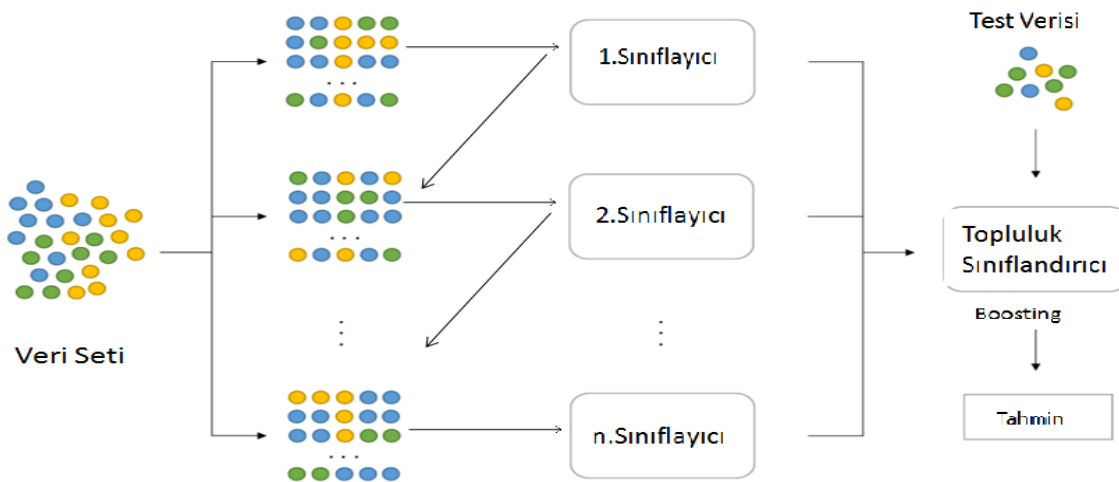 Veri Seti
1.Sınıflayıcı
2.Sınıflayıcı
n.Sınıflayıcı
Test Verisi
Topluluk
Sınıflandırıcı
Boosting
Tahmin